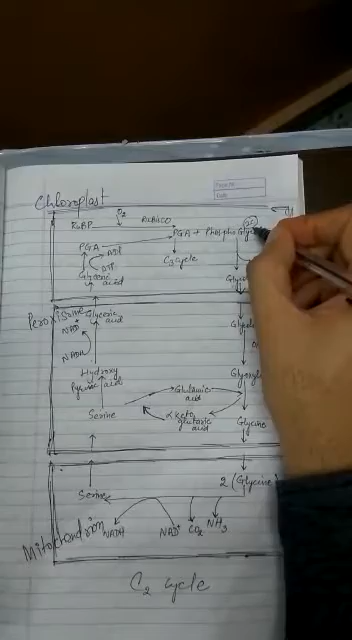 Chloroplast
O2
RuBP RUBISCO PGA + Phospho Glyc (2C)
PGA ADP
C3 cycle
ATP
Glyceric acid
Peroxisome Glyceric acid
NAD+
NADH
Hydroxy Pyruvic acid
Glutamic acid
α keto glutaric acid
Serine
Glycine
2 (Glycine
Serine
Mitochondrion NADH NAD+ CO2 NH3
C2 cycle